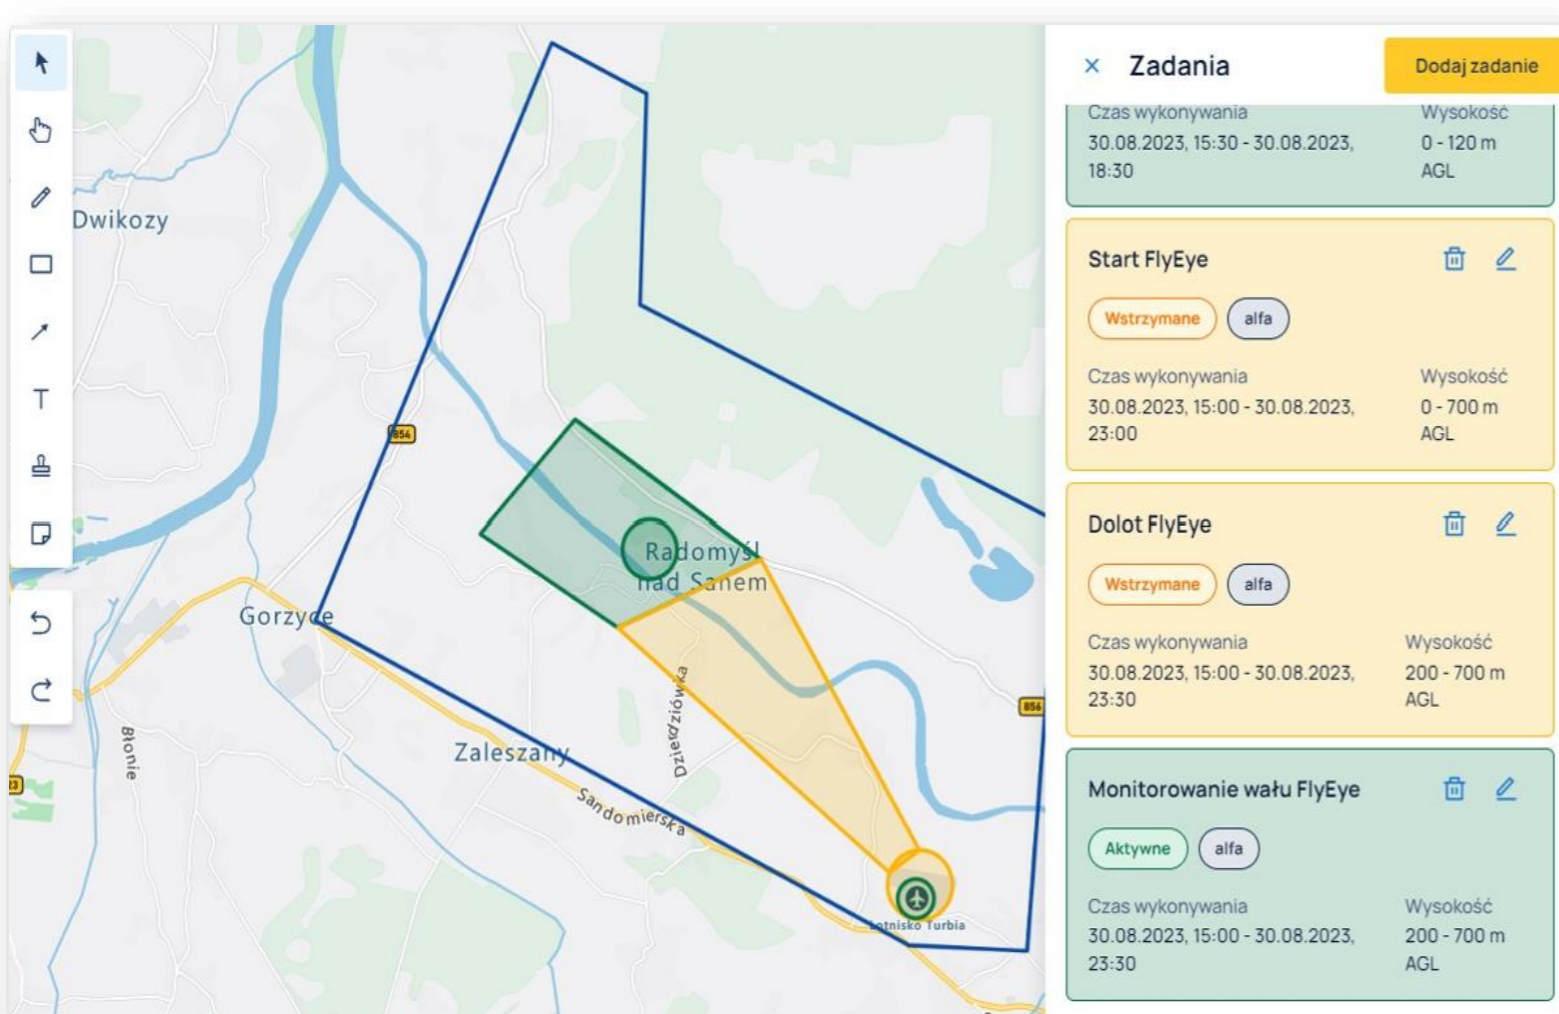 Zadania
Dodaj zadanie
Czas wykonywania
Wysokość
30.08.2023, 15:30 - 30.08.2023,
18:30
0 - 120 m
AGL
Start FlyEye
Wstrzymane
alfa
Czas wykonywania
Wysokość
30.08.2023, 15:00 - 30.08.2023,
23:00
0 - 700 m
AGL
Dolot FlyEye
Wstrzymane
alfa
Czas wykonywania
Wysokość
30.08.2023, 15:00 - 30.08.2023,
23:30
200 - 700 m
AGL
Monitorowanie wału FlyEye
Aktywne
alfa
Czas wykonywania
Wysokość
30.08.2023, 15:00 - 30.08.2023,
23:30
200 - 700 m
AGL
T
Dwikozy
854
Radomyśl
nad Sanem
Gorzyce
856
Błonie
Zaleszany
Sandomierska
3
Lotnisko Turbia